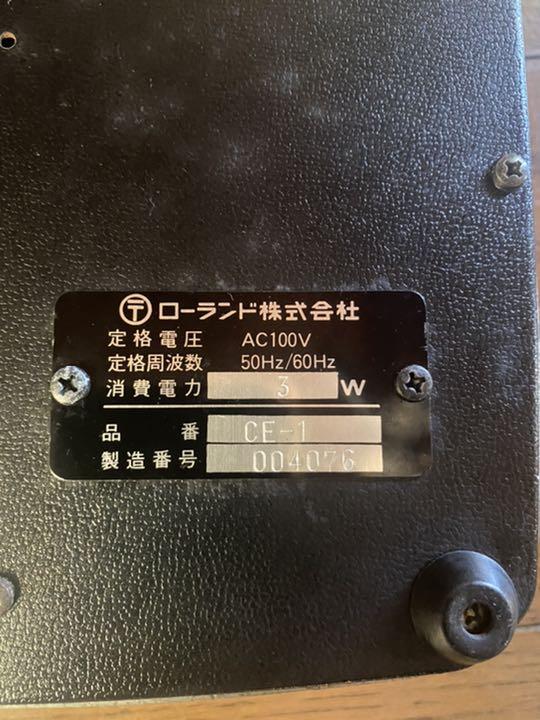 〒 ローランド株式会社
定格電圧 AC100V
定格周波数 50Hz/60Hz
消費電力 3 W
品番 CE-1
製造番号 004076